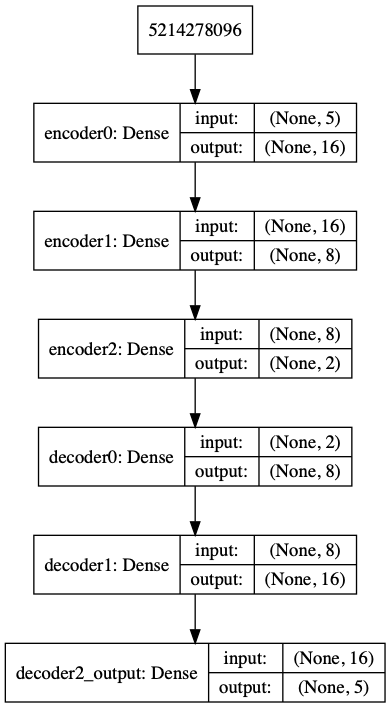 5214278096
encoder0: Dense
input: (None, 5)
output: (None, 16)
encoder1: Dense
input: (None, 16)
output: (None, 8)
encoder2: Dense
input: (None, 8)
output: (None, 2)
decoder0: Dense
input: (None, 2)
output: (None, 8)
decoder1: Dense
input: (None, 8)
output: (None, 16)
decoder2_output: Dense
input: (None, 16)
output: (None, 5)